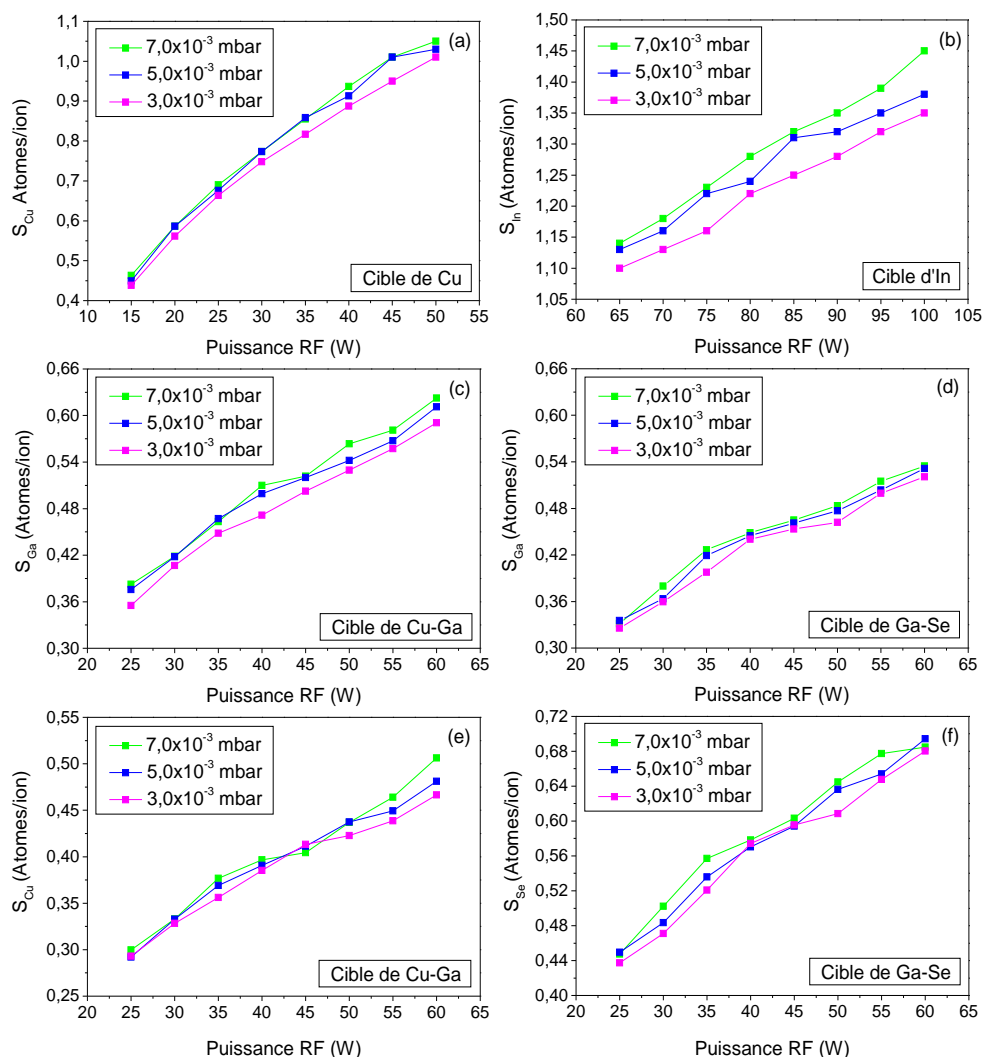 1,1
1,0
0,9
0,8
0,7
0,6
0,5
0,4
S_Cu Atomes/ion)
7,0x10^-3 mbar
5,0x10^-3 mbar
3,0x10^-3 mbar
(a)
Cible de Cu
10 15 20 25 30 35 40 45 50 55
Puissance RF (W)
1,50
1,45
1,40
1,35
1,30
1,25
1,20
1,15
1,10
1,05
S_In (Atomes/ion)
7,0x10^-3 mbar
5,0x10^-3 mbar
3,0x10^-3 mbar
(b)
Cible d'In
60 65 70 75 80 85 90 95 100 105
Puissance RF (W)
0,66
0,60
0,54
0,48
0,42
0,36
0,30
S_Ga (Atomes/ion)
7,0x10^-3 mbar
5,0x10^-3 mbar
3,0x10^-3 mbar
(c)
Cible de Cu-Ga
20 25 30 35 40 45 50 55 60 65
Puissance RF (W)
0,66
0,60
0,54
0,48
0,42
0,36
0,30
S_Ga (Atomes/ion)
7,0x10^-3 mbar
5,0x10^-3 mbar
3,0x10^-3 mbar
(d)
Cible de Ga-Se
20 25 30 35 40 45 50 55 60 65
Puissance RF (W)
0,55
0,50
0,45
0,40
0,35
0,30
0,25
S_Cu (Atomes/ion)
7,0x10^-3 mbar
5,0x10^-3 mbar
3,0x10^-3 mbar
(e)
Cible de Cu-Ga
20 25 30 35 40 45 50 55 60 65
Puissance RF (W)
0,72
0,68
0,64
0,60
0,56
0,52
0,48
0,44
0,40
S_Se (Atomes/ion)
7,0x10^-3 mbar
5,0x10^-3 mbar
3,0x10^-3 mbar
(f)
Cible de Ga-Se
20 25 30 35 40 45 50 55 60 65
Puissance RF (W)